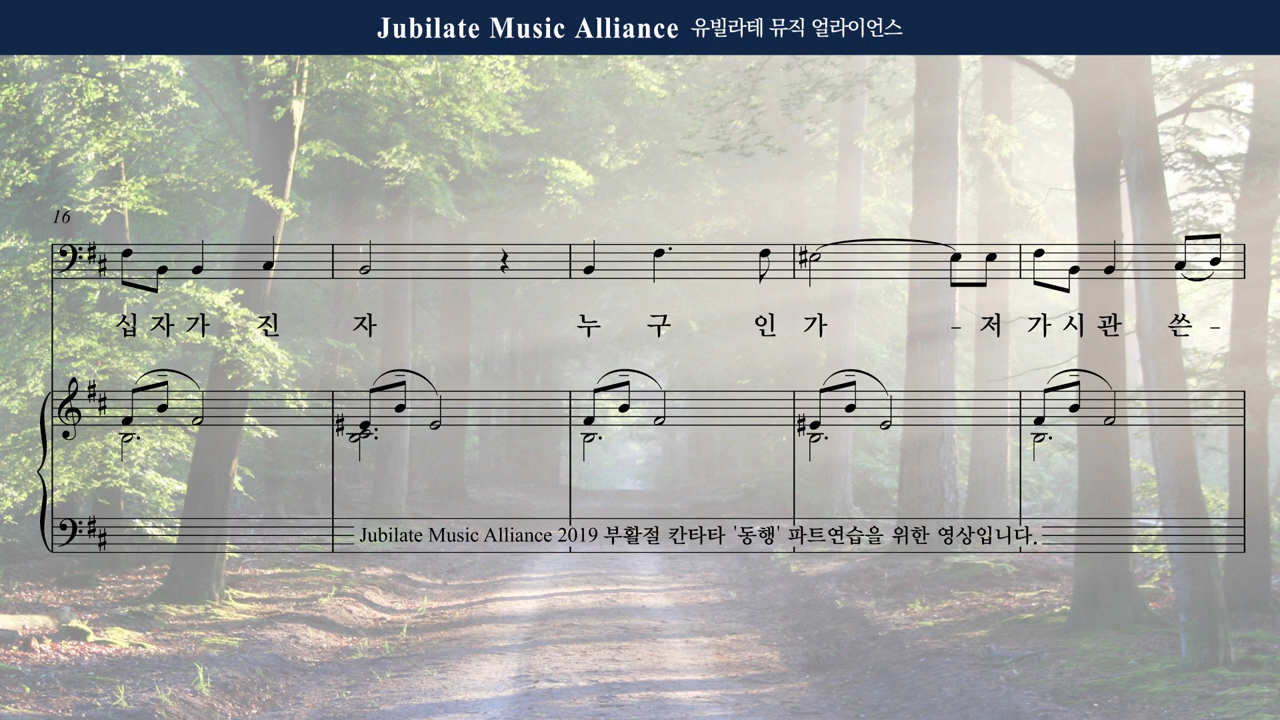 Jubilate Music Alliance 유빌라테 뮤직 얼라이언스
16
십 자 가 진 자 누 구 인 가 - 저 가 시 관 쓴 -
Jubilate Music Alliance 2019 부활절 칸타타 '동행' 파트연습을 위한 영상입니다.